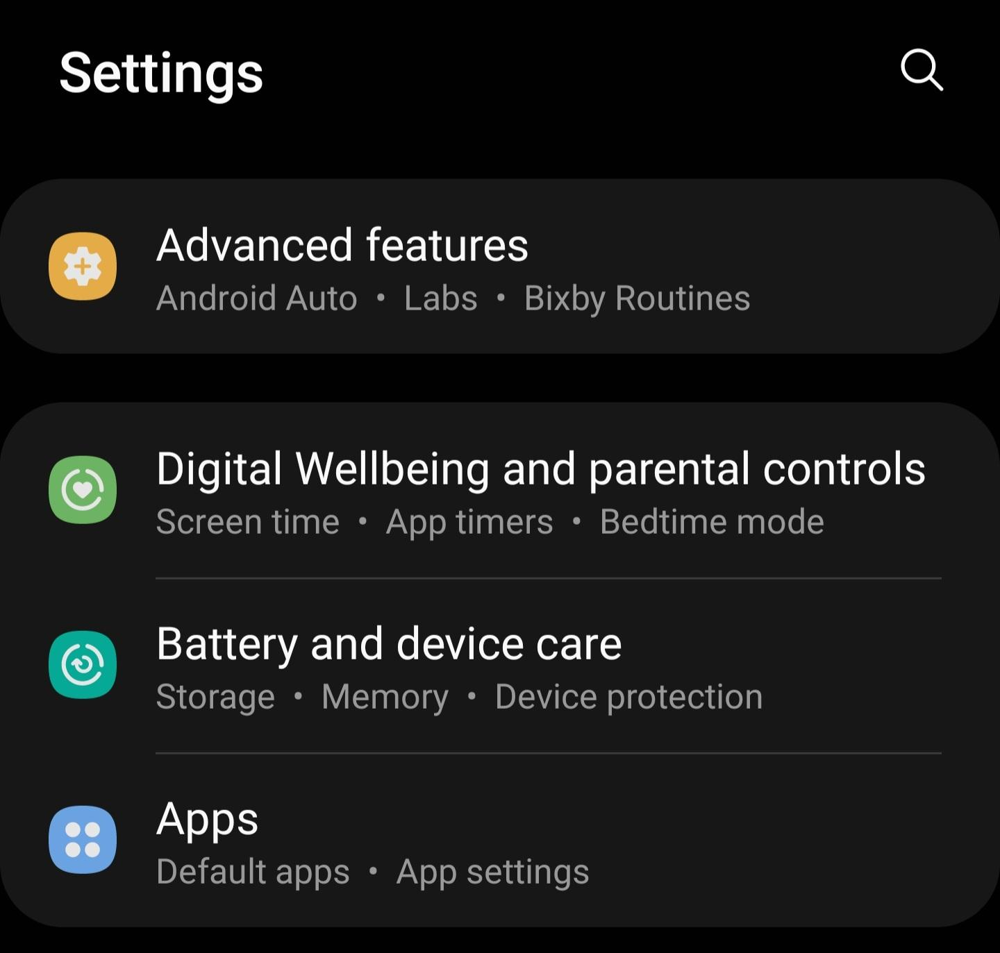 Settings
Advanced features
Android Auto • Labs • Bixby Routines
Digital Wellbeing and parental controls
Screen time • App timers • Bedtime mode
Battery and device care
Storage • Memory • Device protection
Apps
Default apps • App settings